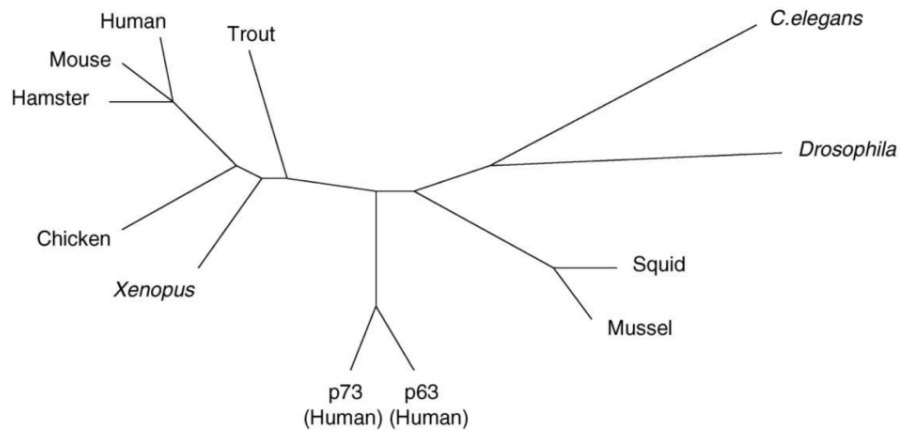 Human
Mouse
Hamster
Trout
C.elegans
Drosophila
Chicken
Xenopus
Squid
Mussel
p73
(Human)
p63
(Human)